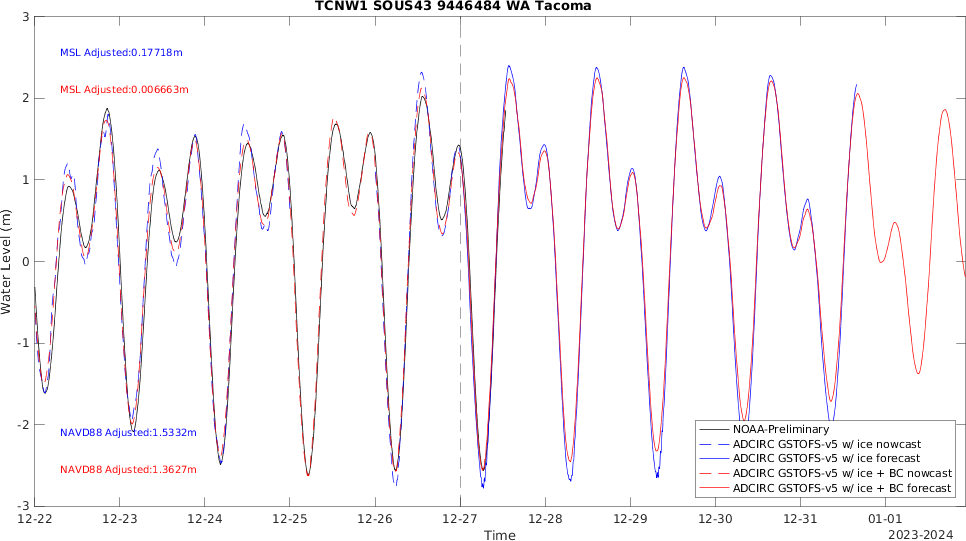 TCNW1 SOUS43 9446484 WA Tacoma
3
2
1
0
-1
-2
-3
Water Level (m)
MSL Adjusted:0.17718m
MSL Adjusted:0.006663m
NAVD88 Adjusted:1.5332m
NAVD88 Adjusted:1.3627m
NOAA-Preliminary
ADCIRC GSTOFS-v5 w/ ice nowcast
ADCIRC GSTOFS-v5 w/ ice forecast
ADCIRC GSTOFS-v5 w/ ice + BC nowcast
ADCIRC GSTOFS-v5 w/ ice + BC forecast
12-22 12-23 12-24 12-25 12-26 12-27 12-28 12-29 12-30 12-31 01-01
Time
2023-2024